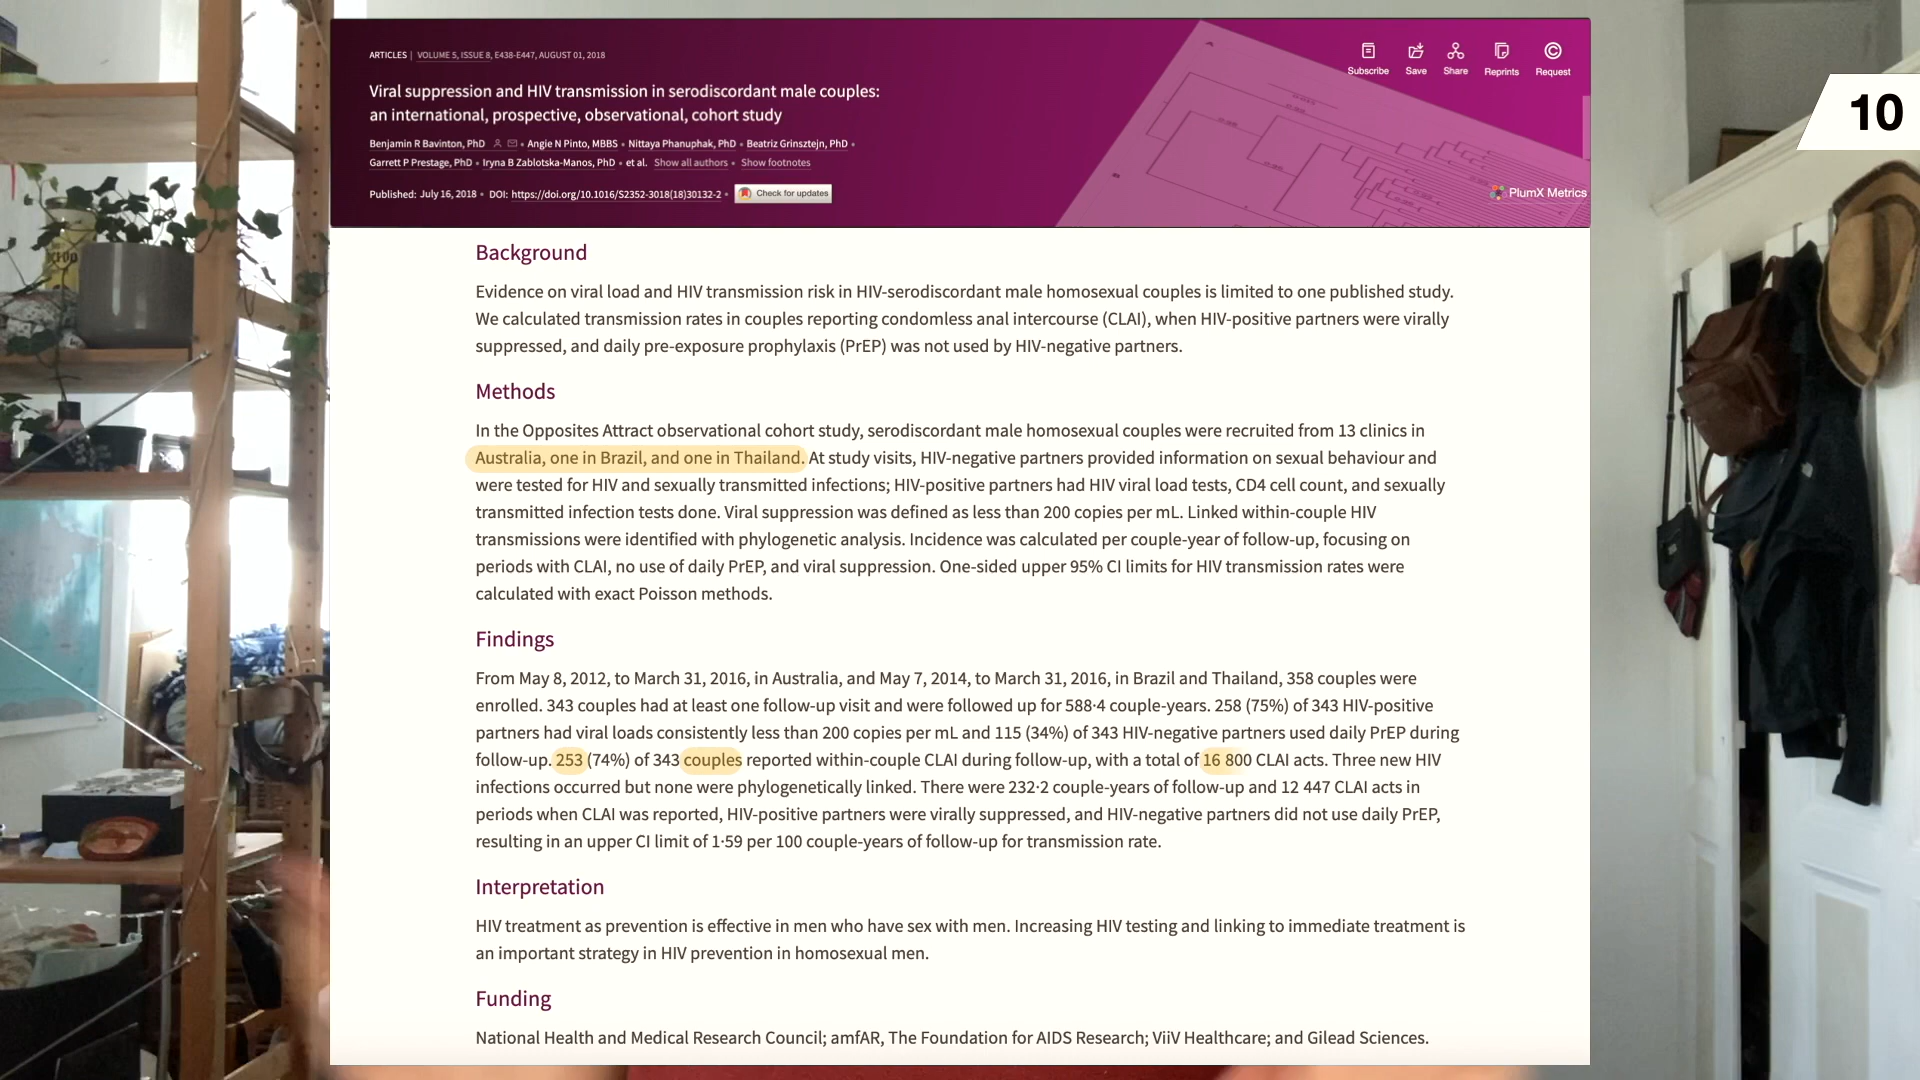 ARTICLES | VOLUME 5, ISSUE 8, E438-E447, AUGUST 01, 2018
Viral suppression and HIV transmission in serodiscordant male couples:
an international, prospective, observational, cohort study
Benjamin R Bavinton, PhD • Angie N Pinto, MBBS • Nittaya Phanuphak, PhD • Beatriz Grinsztejn, PhD •
Garrett P Prestage, PhD • Iryna B Zablotska-Manos, PhD • et al. Show all authors • Show footnotes
Published: July 16, 2018 • DOI: https://doi.org/10.1016/S2352-3018(18)30132-2 • Check for updates
Subscribe Save Share Reprints Request
PlumX Metrics
10
Background
Evidence on viral load and HIV transmission risk in HIV-serodiscordant male homosexual couples is limited to one published study.
We calculated transmission rates in couples reporting condomless anal intercourse (CLAI), when HIV-positive partners were virally
suppressed, and daily pre-exposure prophylaxis (PrEP) was not used by HIV-negative partners.
Methods
In the Opposites Attract observational cohort study, serodiscordant male homosexual couples were recruited from 13 clinics in
Australia, one in Brazil, and one in Thailand. At study visits, HIV-negative partners provided information on sexual behaviour and
were tested for HIV and sexually transmitted infections; HIV-positive partners had HIV viral load tests, CD4 cell count, and sexually
transmitted infection tests done. Viral suppression was defined as less than 200 copies per mL. Linked within-couple HIV
transmissions were identified with phylogenetic analysis. Incidence was calculated per couple-year of follow-up, focusing on
periods with CLAI, no use of daily PrEP, and viral suppression. One-sided upper 95% CI limits for HIV transmission rates were
calculated with exact Poisson methods.
Findings
From May 8, 2012, to March 31, 2016, in Australia, and May 7, 2014, to March 31, 2016, in Brazil and Thailand, 358 couples were
enrolled. 343 couples had at least one follow-up visit and were followed up for 588·4 couple-years. 258 (75%) of 343 HIV-positive
partners had viral loads consistently less than 200 copies per mL and 115 (34%) of 343 HIV-negative partners used daily PrEP during
follow-up. 253 (74%) of 343 couples reported within-couple CLAI during follow-up, with a total of 16 800 CLAI acts. Three new HIV
infections occurred but none were phylogenetically linked. There were 232·2 couple-years of follow-up and 12 447 CLAI acts in
periods when CLAI was reported, HIV-positive partners were virally suppressed, and HIV-negative partners did not use daily PrEP,
resulting in an upper CI limit of 1·59 per 100 couple-years of follow-up for transmission rate.
Interpretation
HIV treatment as prevention is effective in men who have sex with men. Increasing HIV testing and linking to immediate treatment is
an important strategy in HIV prevention in homosexual men.
Funding
National Health and Medical Research Council; amfAR, The Foundation for AIDS Research; ViiV Healthcare; and Gilead Sciences.